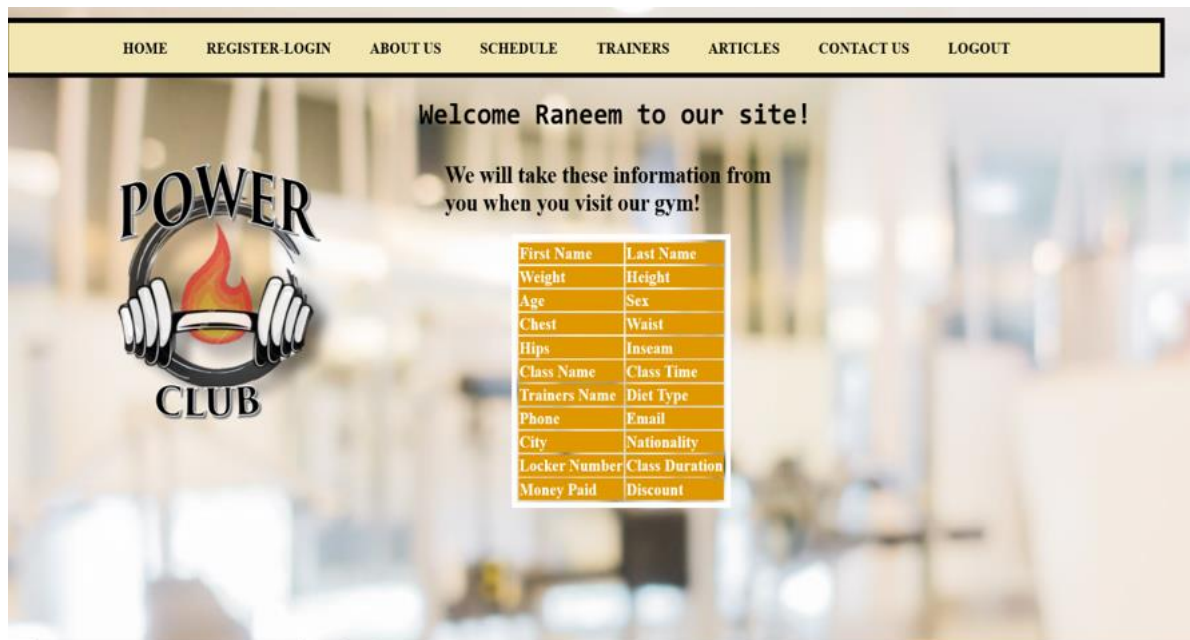 HOME REGISTER-LOGIN ABOUT US SCHEDULE TRAINERS ARTICLES CONTACT US LOGOUT
Welcome Raneem to our site!
We will take these information from
you when you visit our gym!
POWER
CLUB
First Name Last Name
Weight Height
Age Sex
Chest Waist
Hips Inseam
Class Name Class Time
Trainers Name Diet Type
Phone Email
City Nationality
Locker Number Class Duration
Money Paid Discount